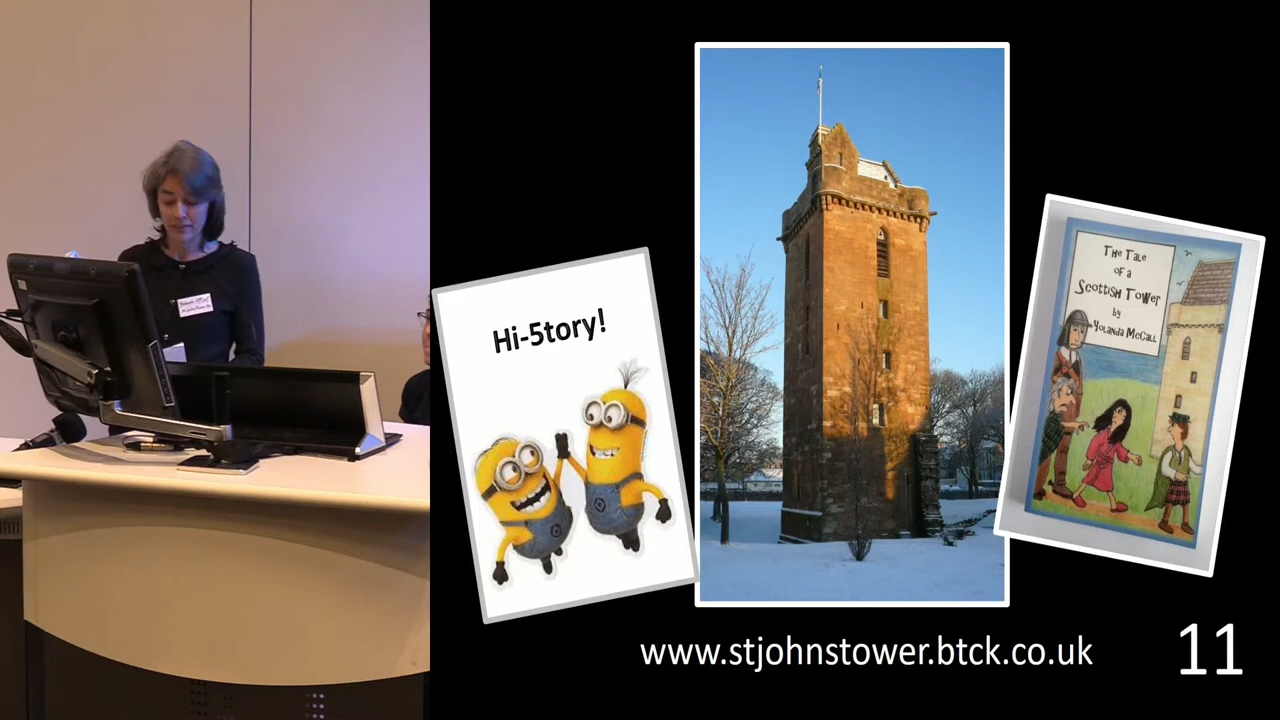 Hi-5tory!
The Tale
of a
Scottish Tower
by
Yolanda McCall
www.stjohnstower.btck.co.uk
11